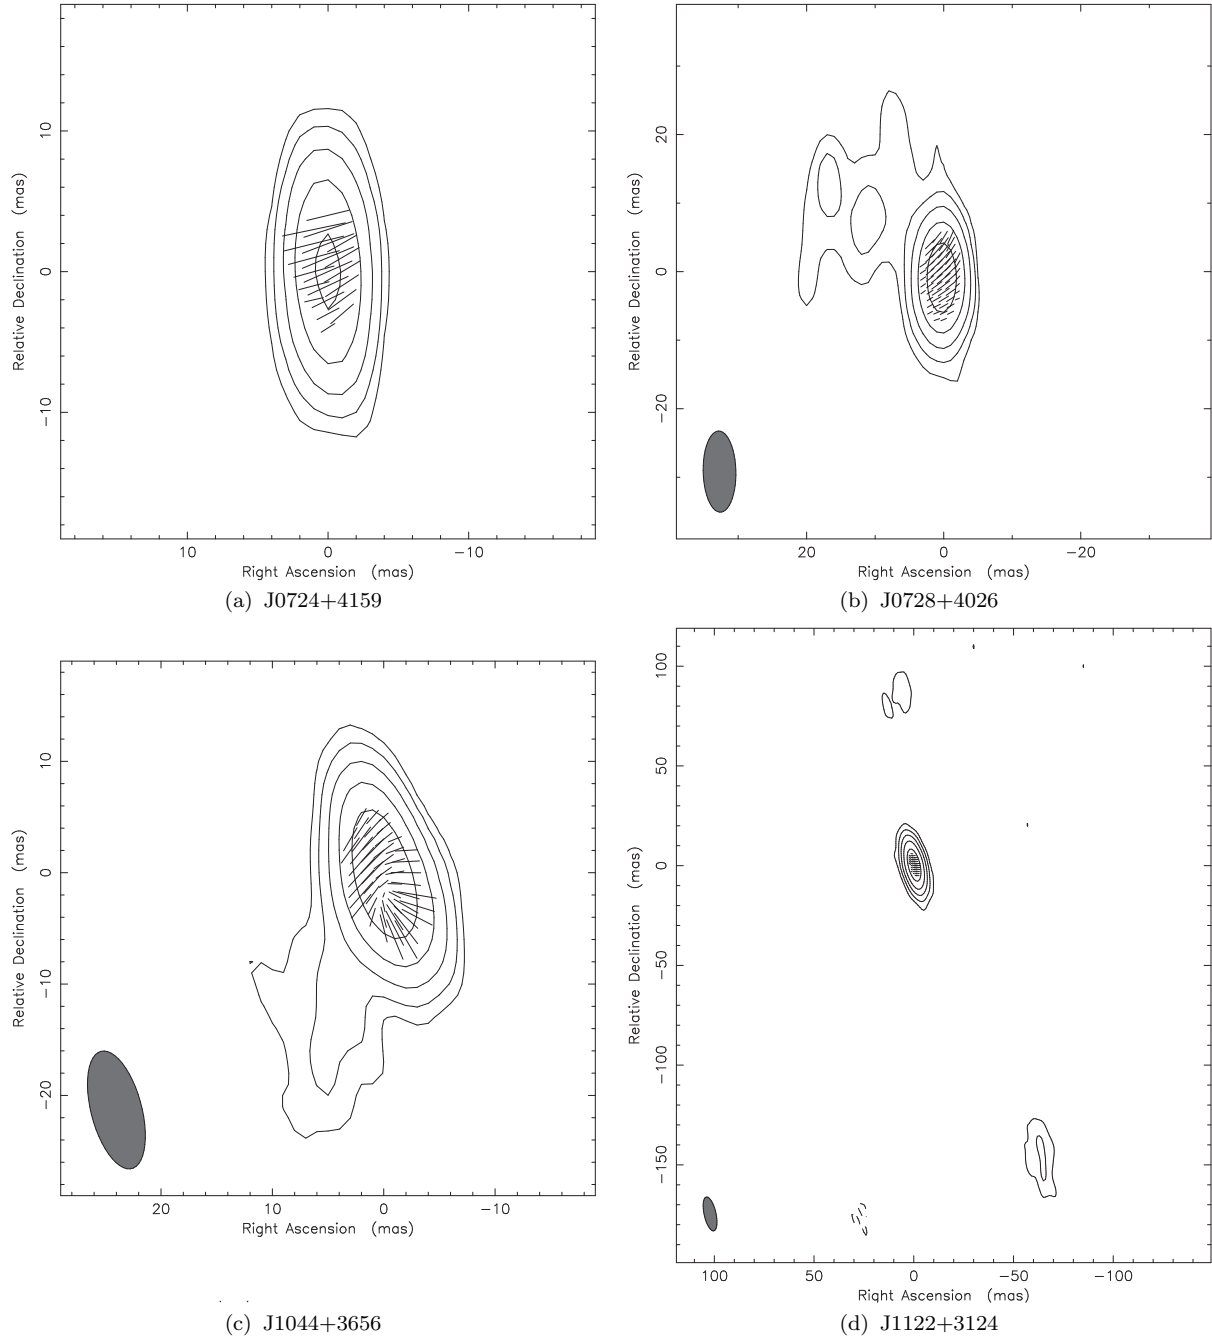 10
0
−10
Relative Declination (mas)
10
0
−10
Right Ascension (mas)
(a) J0724+4159
20
0
−20
Relative Declination (mas)
20
0
−20
Right Ascension (mas)
(b) J0728+4026
10
0
−10
−20
Relative Declination (mas)
20
10
0
−10
Right Ascension (mas)
(c) J1044+3656
100
50
0
−50
−100
−150
Relative Declination (mas)
100
50
0
−50
−100
Right Ascension (mas)
(d) J1122+3124